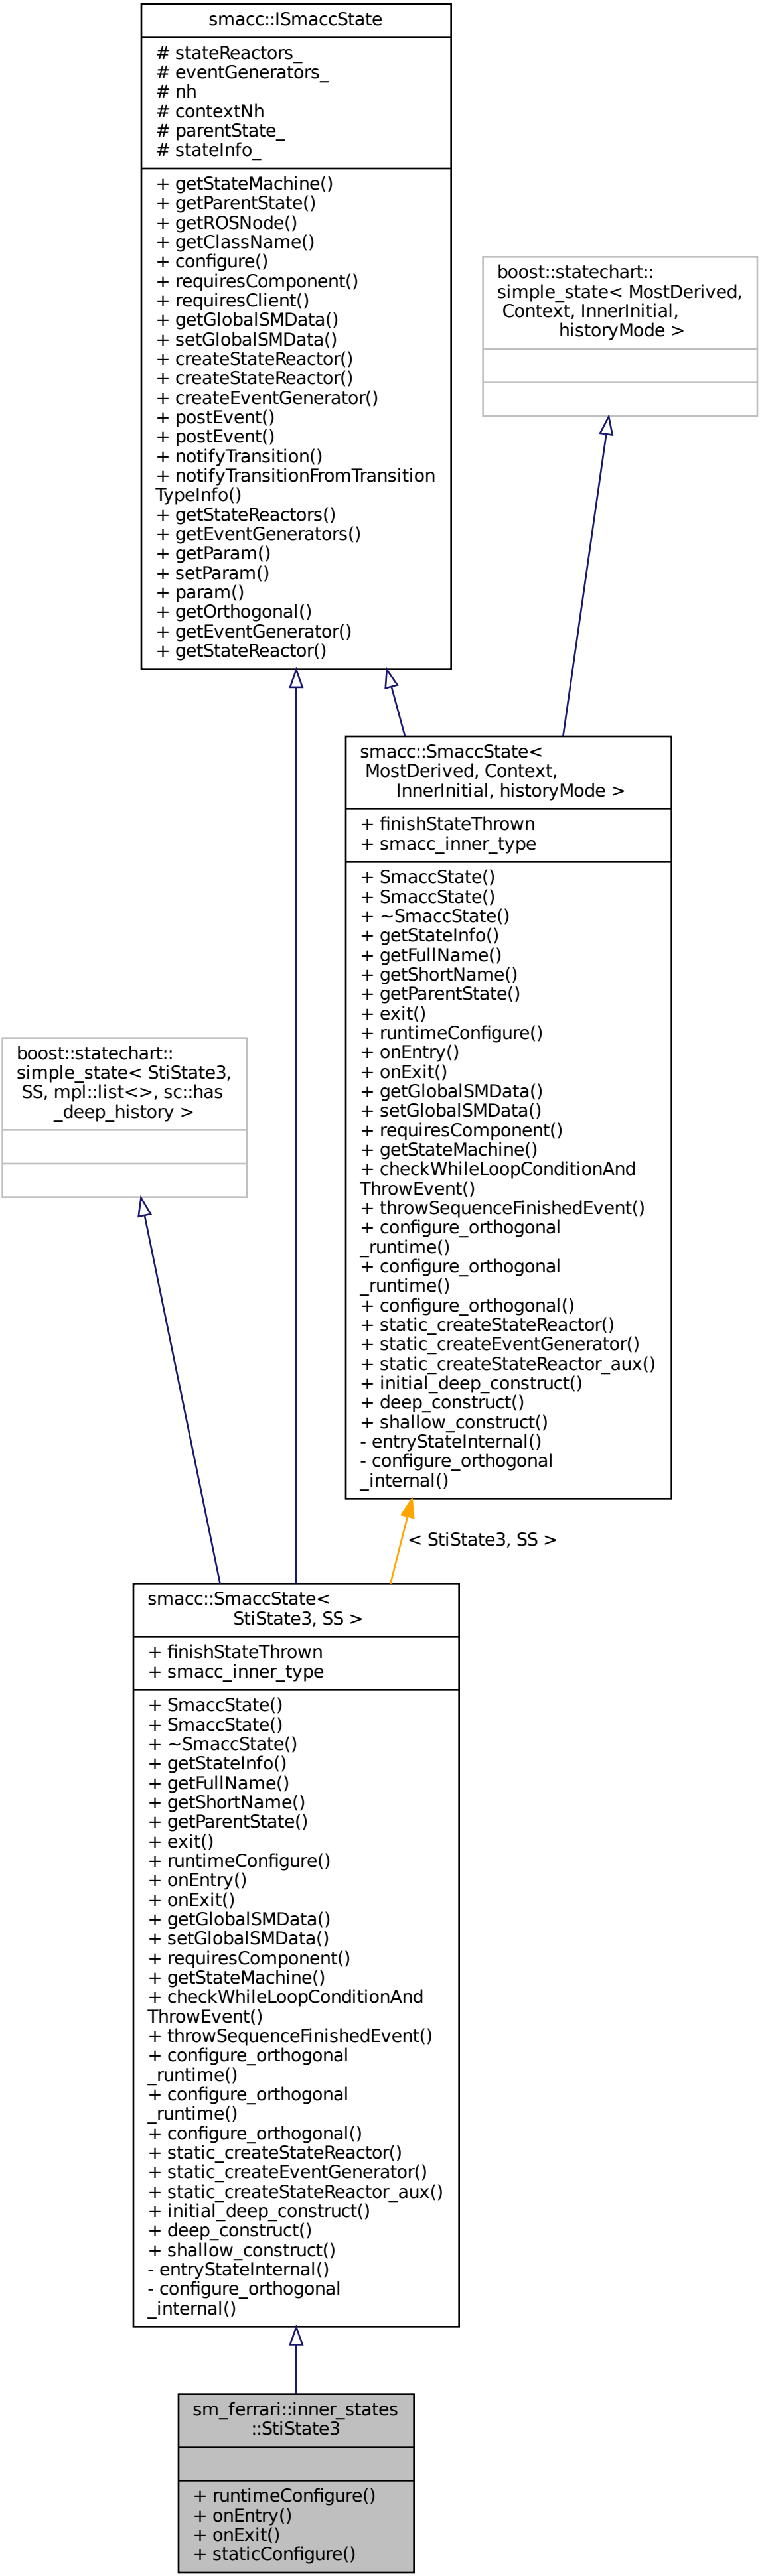 smacc::ISmaccState
# stateReactors_
# eventGenerators_
# nh
# contextNh
# parentState_
# stateInfo_
+ getStateMachine()
+ getParentState()
+ getROSNode()
+ getClassName()
+ configure()
+ requiresComponent()
+ requiresClient()
+ getGlobalSMData()
+ setGlobalSMData()
+ createStateReactor()
+ createStateReactor()
+ createEventGenerator()
+ postEvent()
+ postEvent()
+ notifyTransition()
+ notifyTransitionFromTransition
TypeInfo()
+ getStateReactors()
+ getEventGenerators()
+ getParam()
+ setParam()
+ param()
+ getOrthogonal()
+ getEventGenerator()
+ getStateReactor()
boost::statechart::
simple_state< MostDerived,
Context, InnerInitial,
historyMode >
smacc::SmaccState<
MostDerived, Context,
InnerInitial, historyMode >
+ finishStateThrown
+ smacc_inner_type
+ SmaccState()
+ SmaccState()
+ ~SmaccState()
+ getStateInfo()
+ getFullName()
+ getShortName()
+ getParentState()
+ exit()
+ runtimeConfigure()
+ onEntry()
+ onExit()
+ getGlobalSMData()
+ setGlobalSMData()
+ requiresComponent()
+ getStateMachine()
+ checkWhileLoopConditionAnd
ThrowEvent()
+ throwSequenceFinishedEvent()
+ configure_orthogonal
_runtime()
+ configure_orthogonal
_runtime()
+ configure_orthogonal()
+ static_createStateReactor()
+ static_createEventGenerator()
+ static_createStateReactor_aux()
+ initial_deep_construct()
+ deep_construct()
+ shallow_construct()
- entryStateInternal()
- configure_orthogonal
_internal()
boost::statechart::
simple_state< StiState3,
SS, mpl::list<>, sc::has
_deep_history >
< StiState3, SS >
smacc::SmaccState<
StiState3, SS >
+ finishStateThrown
+ smacc_inner_type
+ SmaccState()
+ SmaccState()
+ ~SmaccState()
+ getStateInfo()
+ getFullName()
+ getShortName()
+ getParentState()
+ exit()
+ runtimeConfigure()
+ onEntry()
+ onExit()
+ getGlobalSMData()
+ setGlobalSMData()
+ requiresComponent()
+ getStateMachine()
+ checkWhileLoopConditionAnd
ThrowEvent()
+ throwSequenceFinishedEvent()
+ configure_orthogonal
_runtime()
+ configure_orthogonal
_runtime()
+ configure_orthogonal()
+ static_createStateReactor()
+ static_createEventGenerator()
+ static_createStateReactor_aux()
+ initial_deep_construct()
+ deep_construct()
+ shallow_construct()
- entryStateInternal()
- configure_orthogonal
_internal()
sm_ferrari::inner_states
::StiState3
+ runtimeConfigure()
+ onEntry()
+ onExit()
+ staticConfigure()